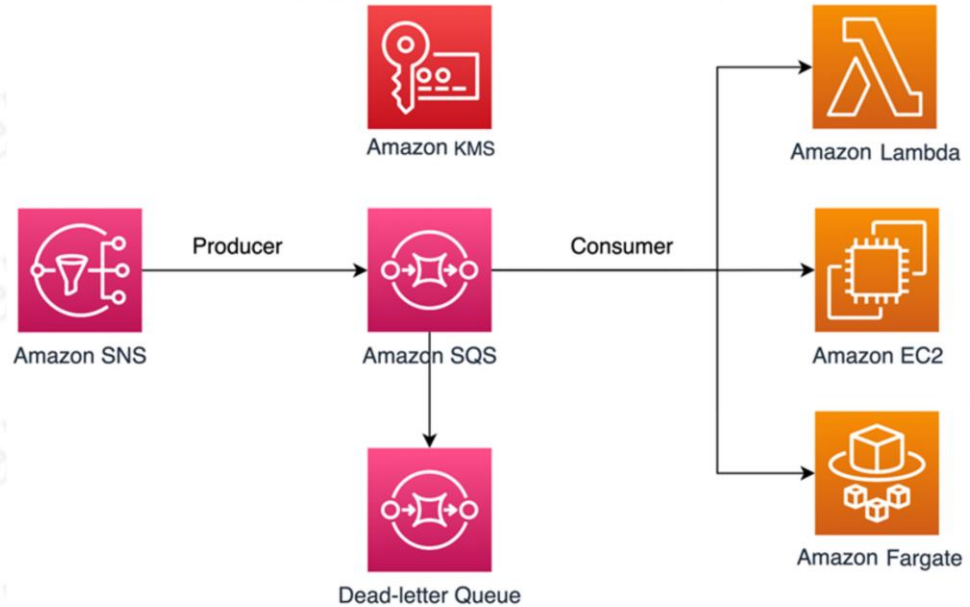 Amazon KMS
Amazon Lambda
Producer
Consumer
Amazon SNS
Amazon SQS
Amazon EC2
Dead-letter Queue
Amazon Fargate